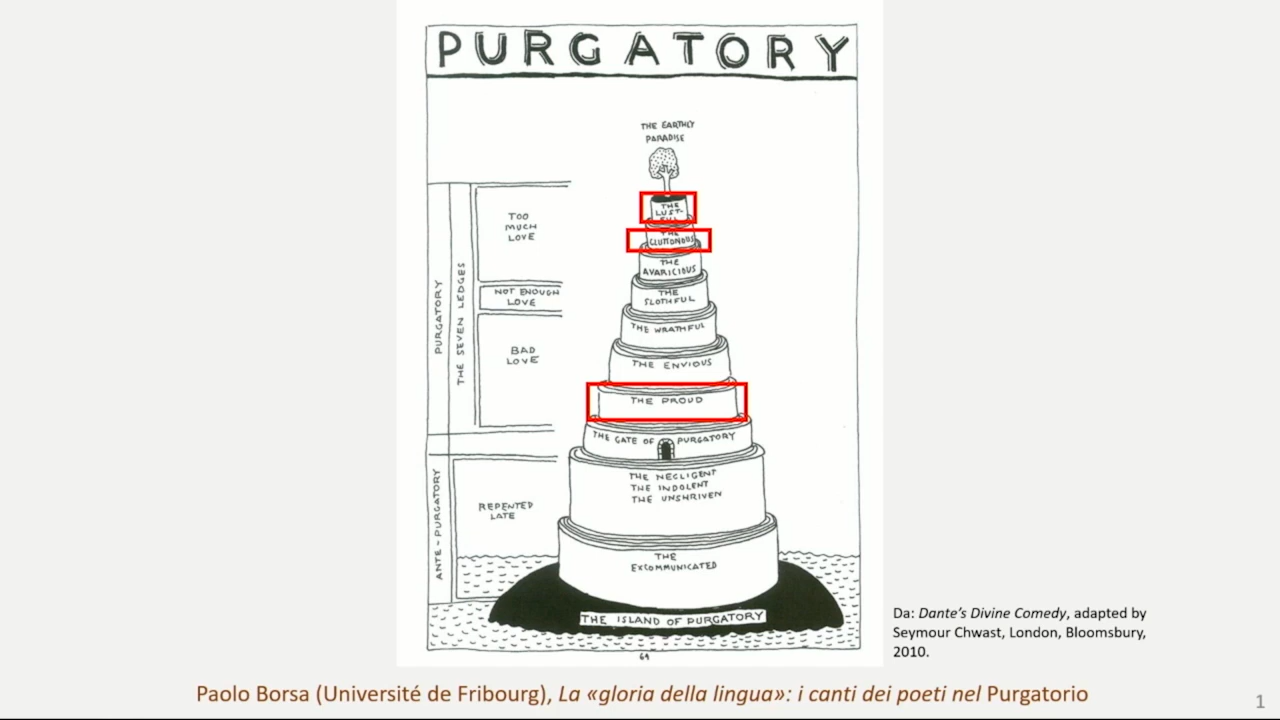 PURGATORY
THE EARTHLY
PARADISE
THE
LUST-
FUL
THE
GLUTTONOUS
THE
AVARICIOUS
THE
SLOTHFUL
THE WRATHFUL
THE ENVIOUS
THE PROUD
THE GATE OF PURGATORY
THE NEGLIGENT
THE INDOLENT
THE UNSHRIVEN
THE
EXCOMMUNICATED
THE ISLAND OF PURGATORY
TOO
MUCH
LOVE
NOT ENOUGH
LOVE
BAD
LOVE
REPENTED
LATE
PURGATORY
THE SEVEN LEDGES
ANTE-PURGATORY
69
Da: Dante's Divine Comedy, adapted by
Seymour Chwast, London, Bloomsbury,
2010.
Paolo Borsa (Université de Fribourg), La «gloria della lingua»: i canti dei poeti nel Purgatorio
1